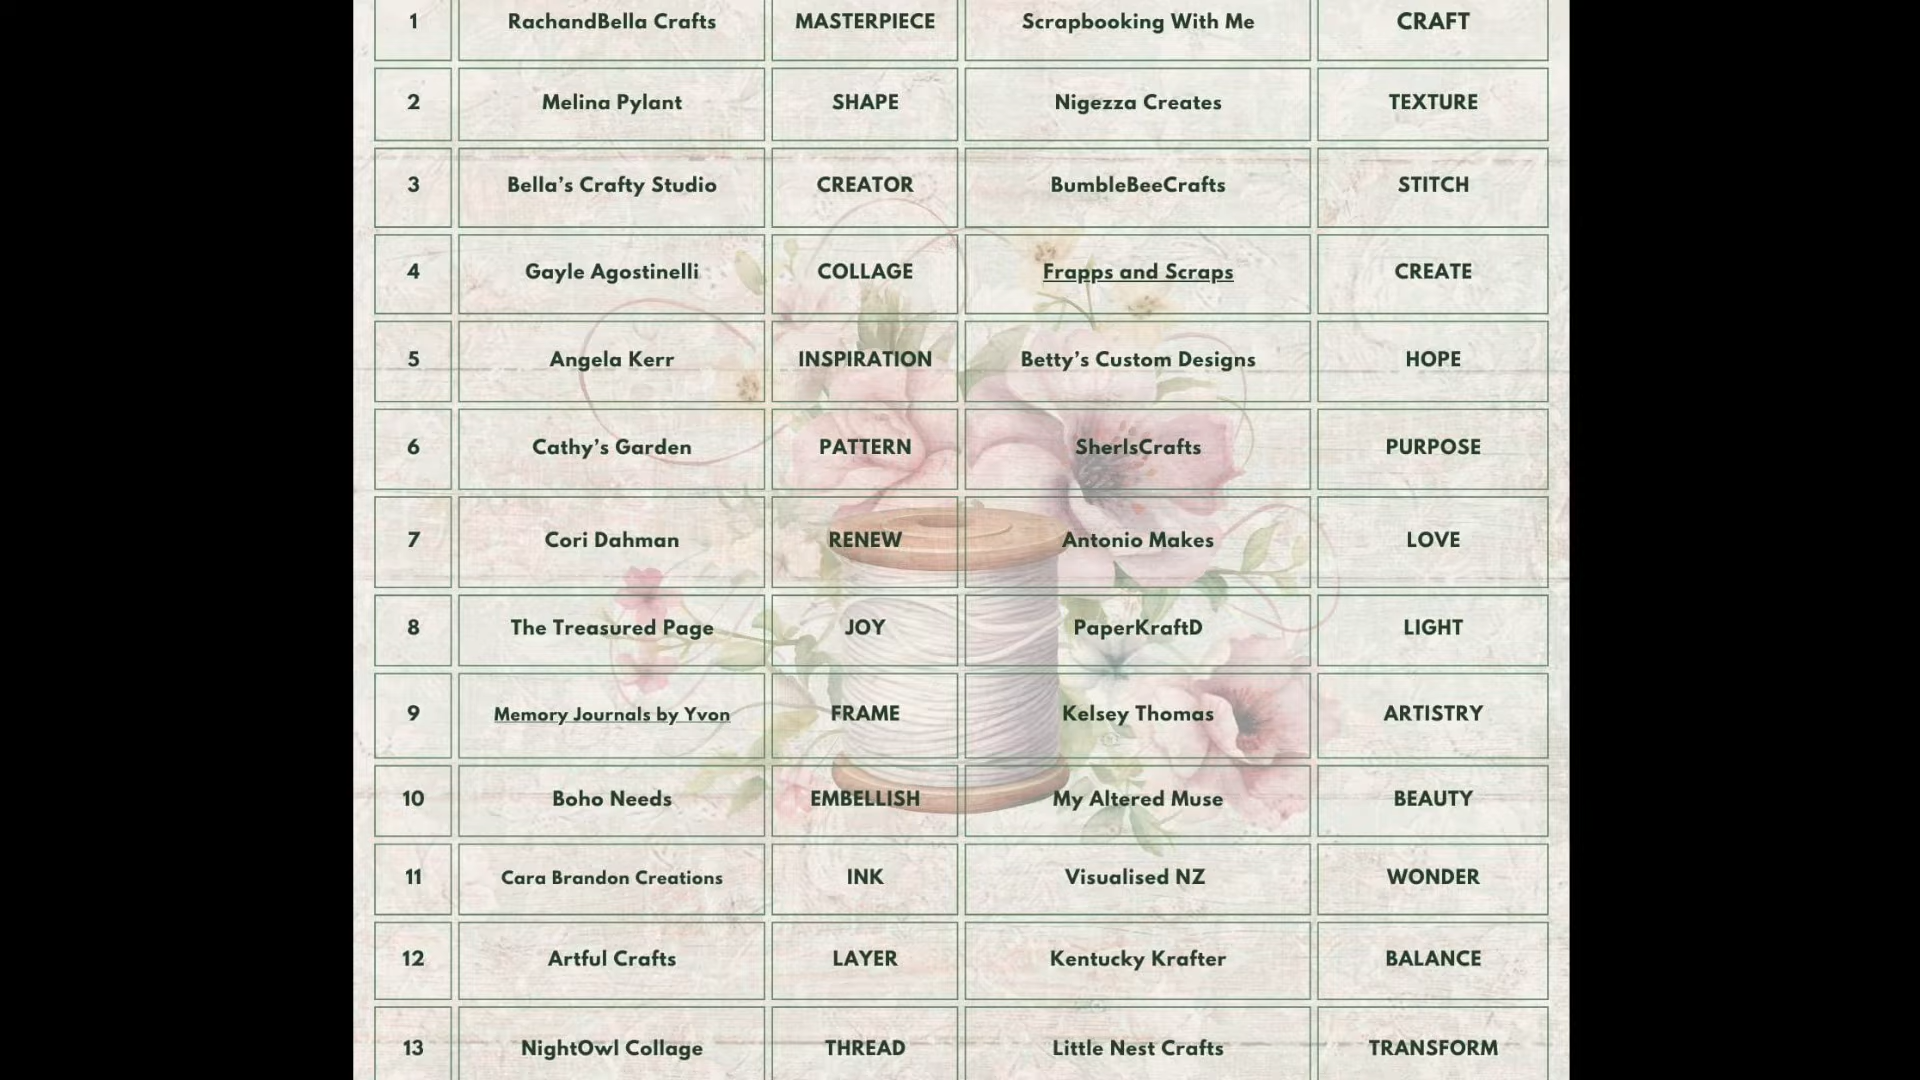 1 RachandBella Crafts MASTERPIECE Scrapbooking With Me CRAFT
2 Melina Pylant SHAPE Nigezza Creates TEXTURE
3 Bella’s Crafty Studio CREATOR BumbleBeeCrafts STITCH
4 Gayle Agostinelli COLLAGE Frapps and Scraps CREATE
5 Angela Kerr INSPIRATION Betty’s Custom Designs HOPE
6 Cathy’s Garden PATTERN SherlsCrafts PURPOSE
7 Cori Dahman RENEW Antonio Makes LOVE
8 The Treasured Page JOY PaperKraftD LIGHT
9 Memory Journals by Yvon FRAME Kelsey Thomas ARTISTRY
10 Boho Needs EMBELLISH My Altered Muse BEAUTY
11 Cara Brandon Creations INK Visualised NZ WONDER
12 Artful Crafts LAYER Kentucky Krafter BALANCE
13 NightOwl Collage THREAD Little Nest Crafts TRANSFORM